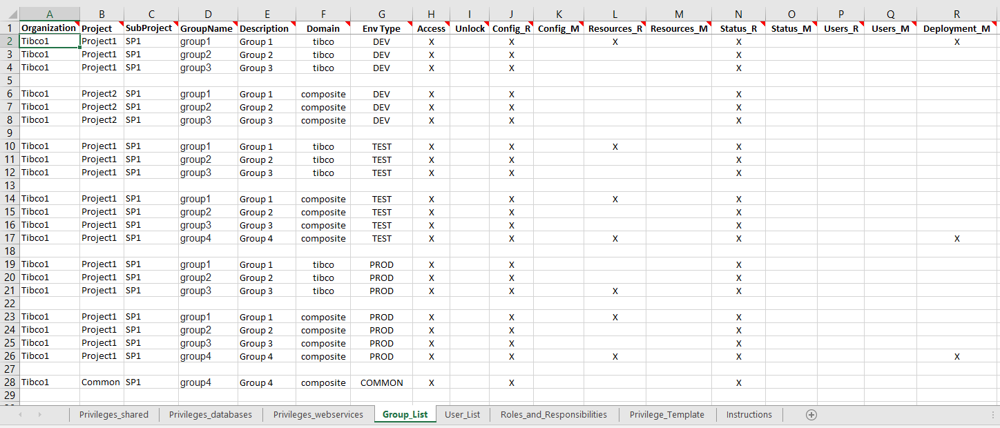 A B C D E F G H I J K L M N O P Q R
1 Organization Project SubProject GroupName Description Domain Env Type Access Unlock Config_R Config_M Resources_R Resources_M Status_R Status_M Users_R Users_M Deployment_M
2 Tibco1 Project1 SP1 group1 Group 1 tibco DEV X X X X X
3 Tibco1 Project1 SP1 group2 Group 2 tibco DEV X X X
4 Tibco1 Project1 SP1 group3 Group 3 tibco DEV X X X
5
6 Tibco1 Project2 SP1 group1 Group 1 composite DEV X X X
7 Tibco1 Project2 SP1 group2 Group 2 composite DEV X X X
8 Tibco1 Project2 SP1 group3 Group 3 composite DEV X X X
9
10 Tibco1 Project1 SP1 group1 Group 1 tibco TEST X X X X
11 Tibco1 Project1 SP1 group2 Group 2 tibco TEST X X X
12 Tibco1 Project1 SP1 group3 Group 3 tibco TEST X X X
13
14 Tibco1 Project1 SP1 group1 Group 1 composite TEST X X X X
15 Tibco1 Project1 SP1 group2 Group 2 composite TEST X X X
16 Tibco1 Project1 SP1 group3 Group 3 composite TEST X X X
17 Tibco1 Project1 SP1 group4 Group 4 composite TEST X X X X X
18
19 Tibco1 Project1 SP1 group1 Group 1 tibco PROD X X X
20 Tibco1 Project1 SP1 group2 Group 2 tibco PROD X X X
21 Tibco1 Project1 SP1 group3 Group 3 tibco PROD X X X X
22
23 Tibco1 Project1 SP1 group1 Group 1 composite PROD X X X X
24 Tibco1 Project1 SP1 group2 Group 2 composite PROD X X X
25 Tibco1 Project1 SP1 group3 Group 3 composite PROD X X X
26 Tibco1 Project1 SP1 group4 Group 4 composite PROD X X X X X
27
28 Tibco1 Common SP1 group4 Group 4 composite COMMON X X X
29
Privileges_shared Privileges_databases Privileges_webservices Group_List User_List Roles_and_Responsibilities Privilege_Template Instructions